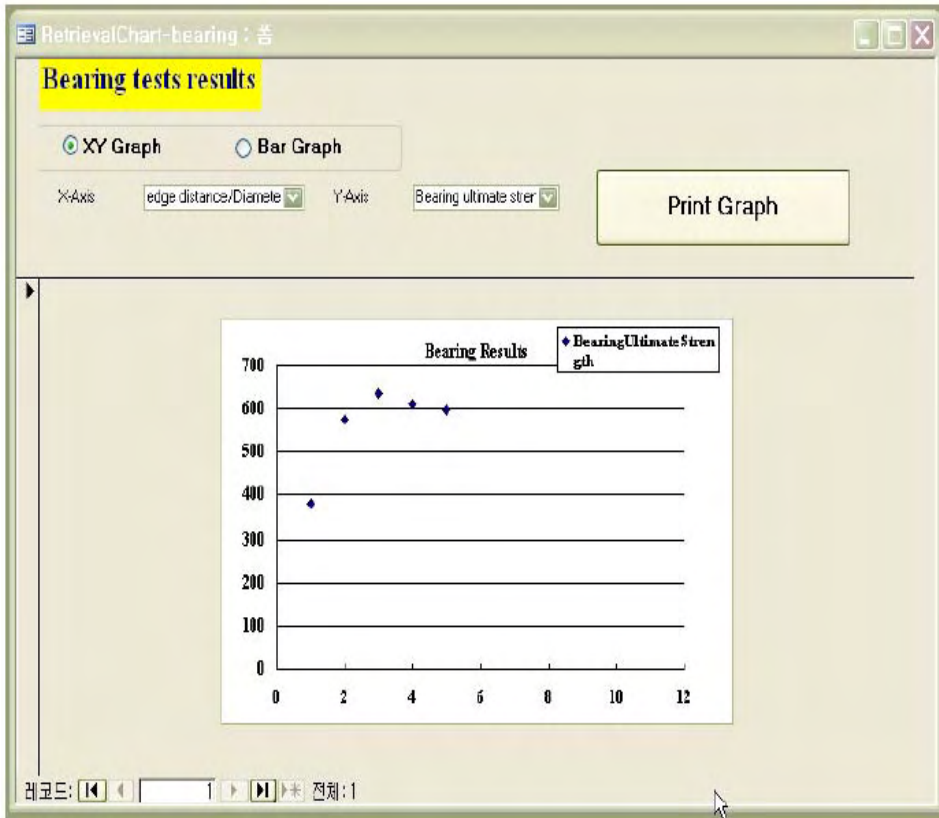 RetrievalChart-bearing : 폼
Bearing tests results
XY Graph Bar Graph
X-Axis edge distance/Diamete Y-Axis Bearing ultimate strer
Print Graph
Bearing Results
BearingUltimateStren
gth
700
600
500
400
300
200
100
0
0 2 4 6 8 10 12
레코드: 1 전체: 1